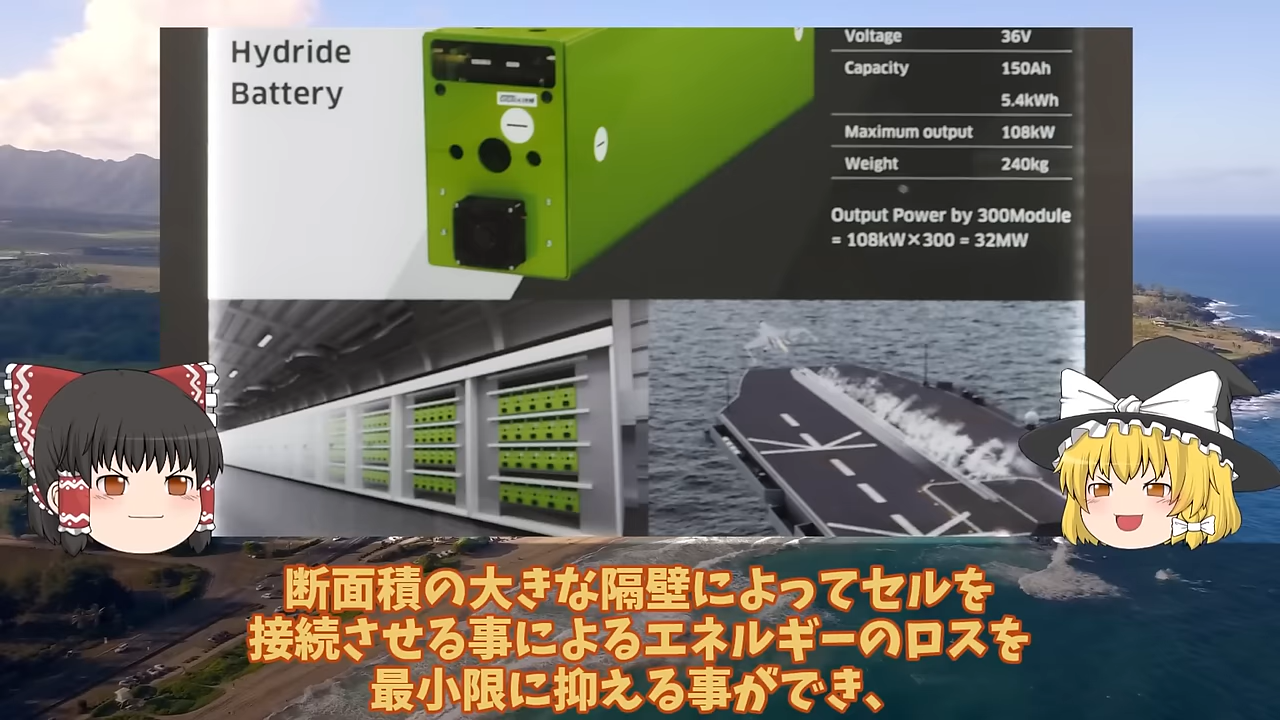 Hydride
Battery
Voltage 36V
Capacity 150Ah
5.4kWh
Maximum output 108kW
Weight 240kg
Output Power by 300Module
= 108kW×300 = 32MW
断面積の大きな隔壁によってセルを
接続させる事によるエネルギーのロスを
最小限に抑える事ができ、